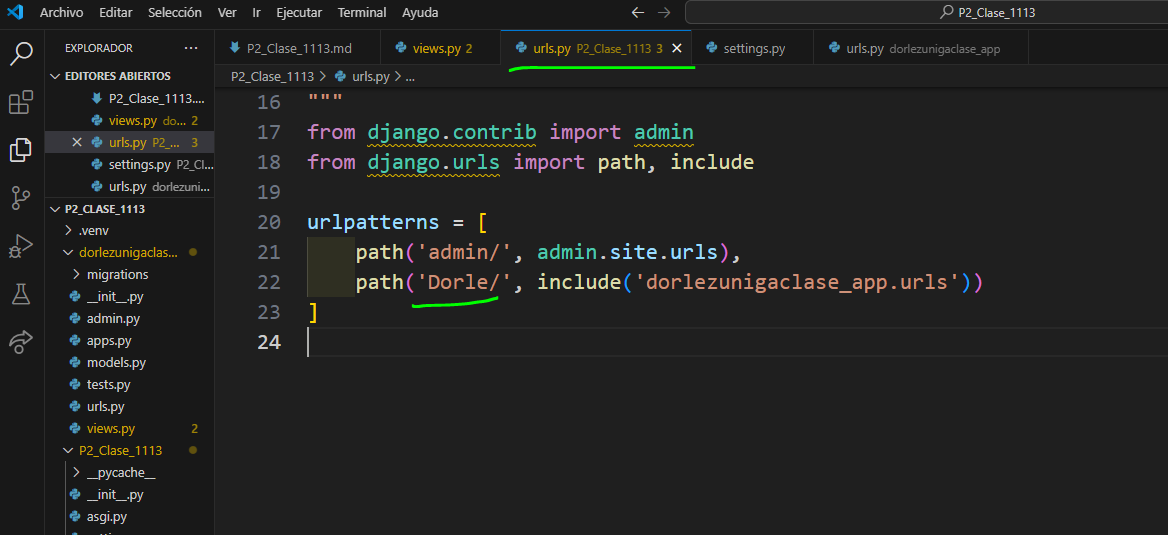 Archivo Editar Selección Ver Ir Ejecutar Terminal Ayuda
P2_Clase_1113
EXPLORADOR ...
P2_Clase_1113.md
views.py 2
urls.py P2_Clase_1113 3
settings.py
urls.py dorlezunigaclase_app
P2_Clase_1113 > urls.py > ...
EDITORES ABIERTOS
P2_Clase_1113....
views.py do... 2
urls.py P2_... 3
settings.py P2_Cl...
urls.py dorlezuni...
P2_CLASE_1113
.venv
dorlezunigaclas...
migrations
__init__.py
admin.py
apps.py
models.py
tests.py
urls.py
views.py 2
P2_Clase_1113
__pycache__
__init__.py
asgi.py
16 """
17 from django.contrib import admin
18 from django.urls import path, include
19
20 urlpatterns = [
21     path('admin/', admin.site.urls),
22     path('Dorle/', include('dorlezunigaclase_app.urls'))
23 ]
24